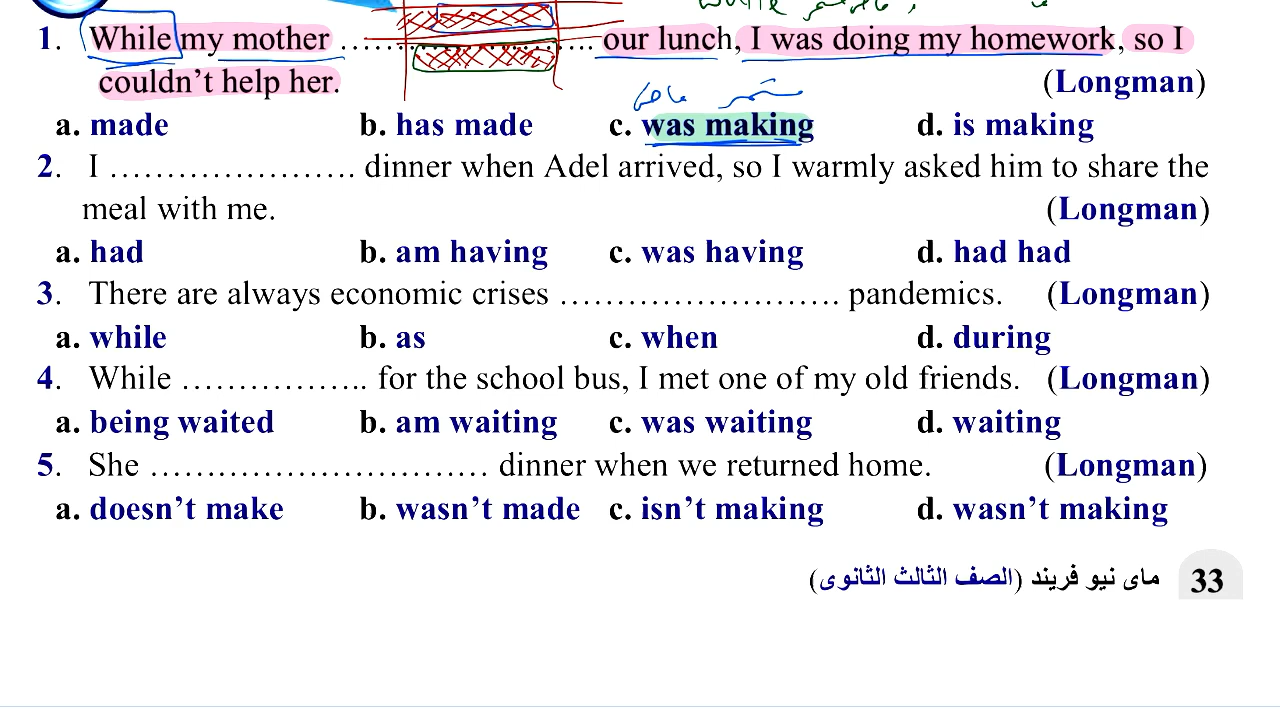 1. While my mother …………………… our lunch, I was doing my homework, so I
couldn't help her. (Longman)
ماضي مستمر
a. made b. has made c. was making d. is making
2. I …………………. dinner when Adel arrived, so I warmly asked him to share the
meal with me. (Longman)
a. had b. am having c. was having d. had had
3. There are always economic crises ……………………. pandemics. (Longman)
a. while b. as c. when d. during
4. While …………….. for the school bus, I met one of my old friends. (Longman)
a. being waited b. am waiting c. was waiting d. waiting
5. She ………………………… dinner when we returned home. (Longman)
a. doesn't make b. wasn't made c. isn't making d. wasn't making
33 ماى نيو فريند (الصف الثالث الثانوى)